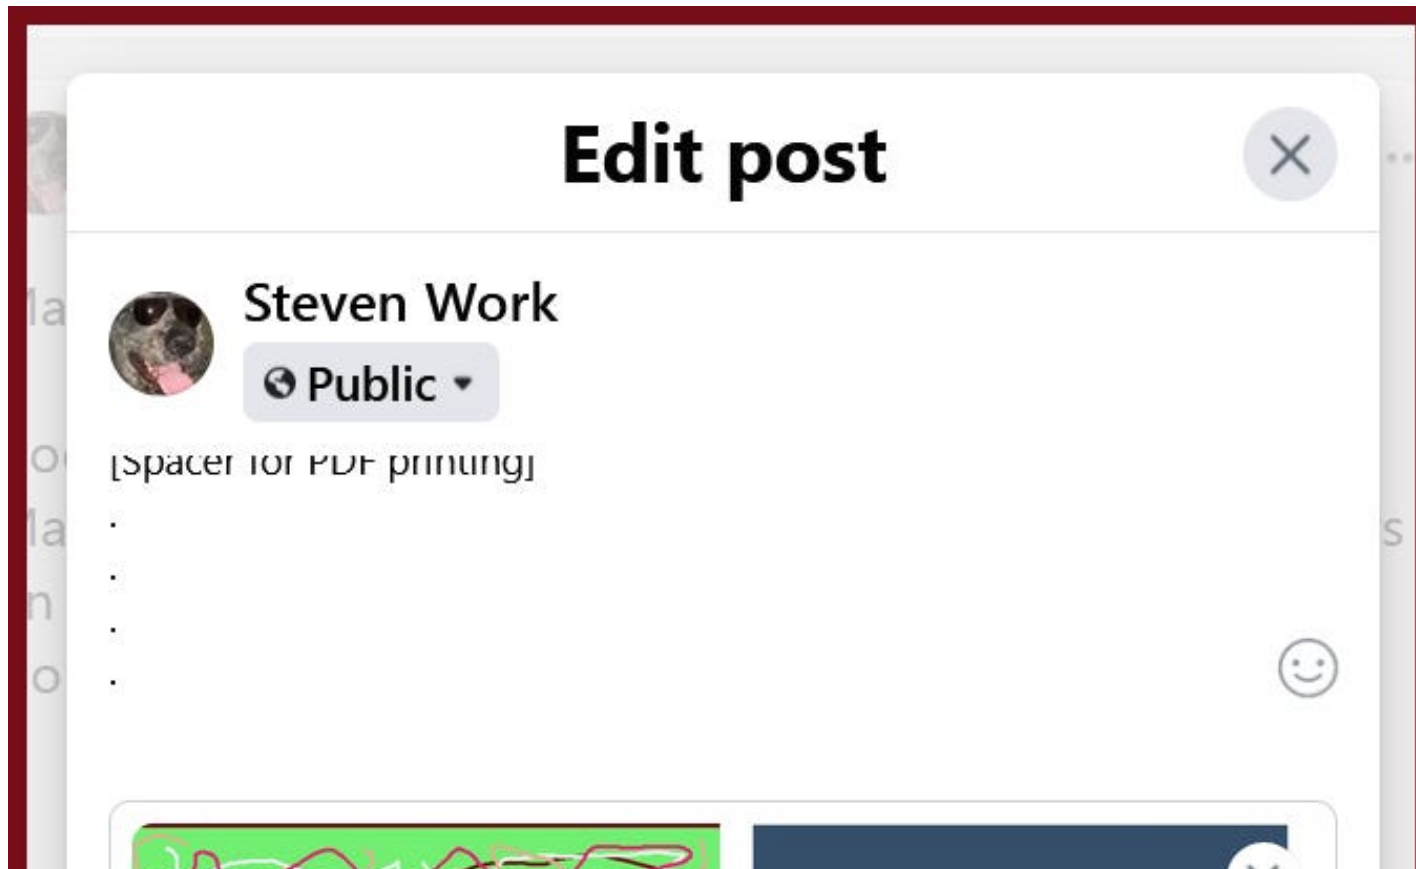 Edit post
Steven Work
Public
[Spacer for PDF printing]
.
.
.
.